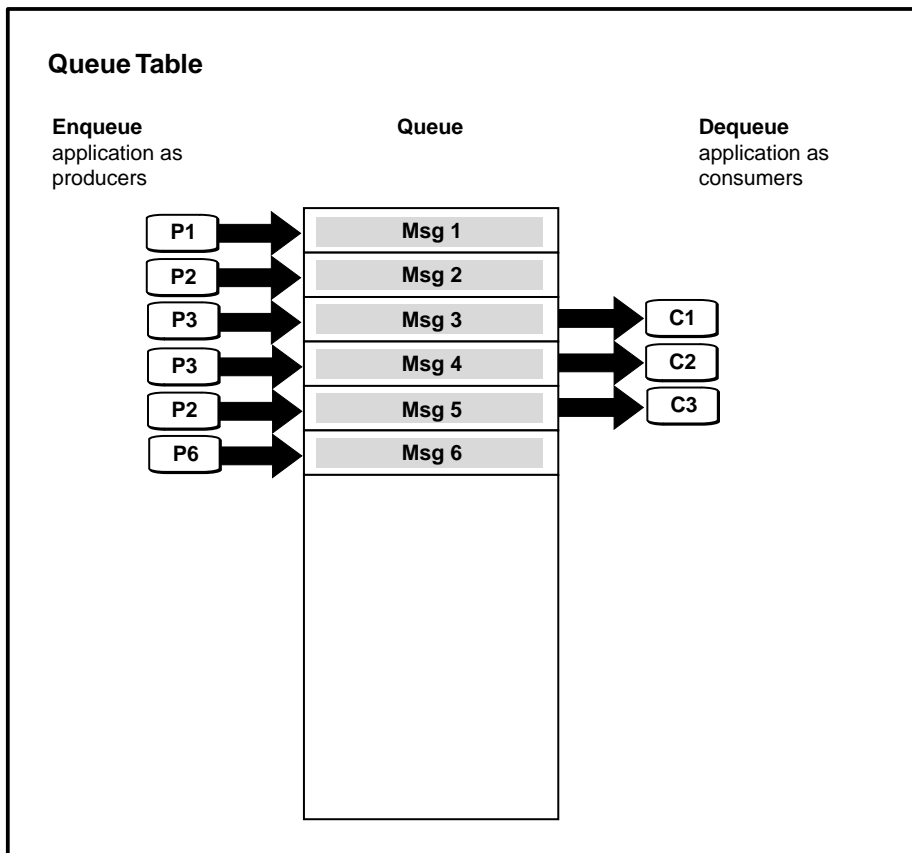 Queue Table
Enqueue
application as
producers
Queue
Dequeue
application as
consumers
P1
Msg 1
P2
Msg 2
P3
Msg 3
C1
P3
Msg 4
C2
P2
Msg 5
C3
P6
Msg 6